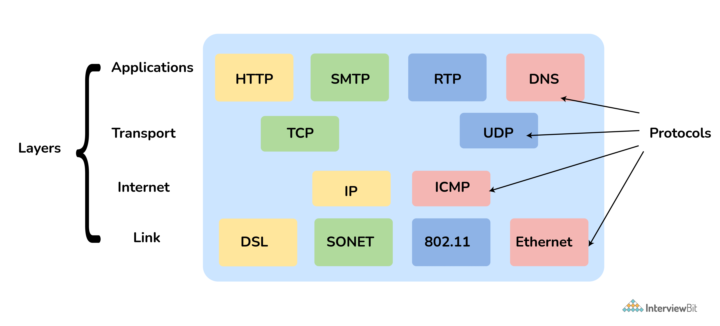 Applications
HTTP
SMTP
RTP
DNS
Layers
Transport
TCP
UDP
Protocols
Internet
IP
ICMP
Link
DSL
SONET
802.11
Ethernet
InterviewBit